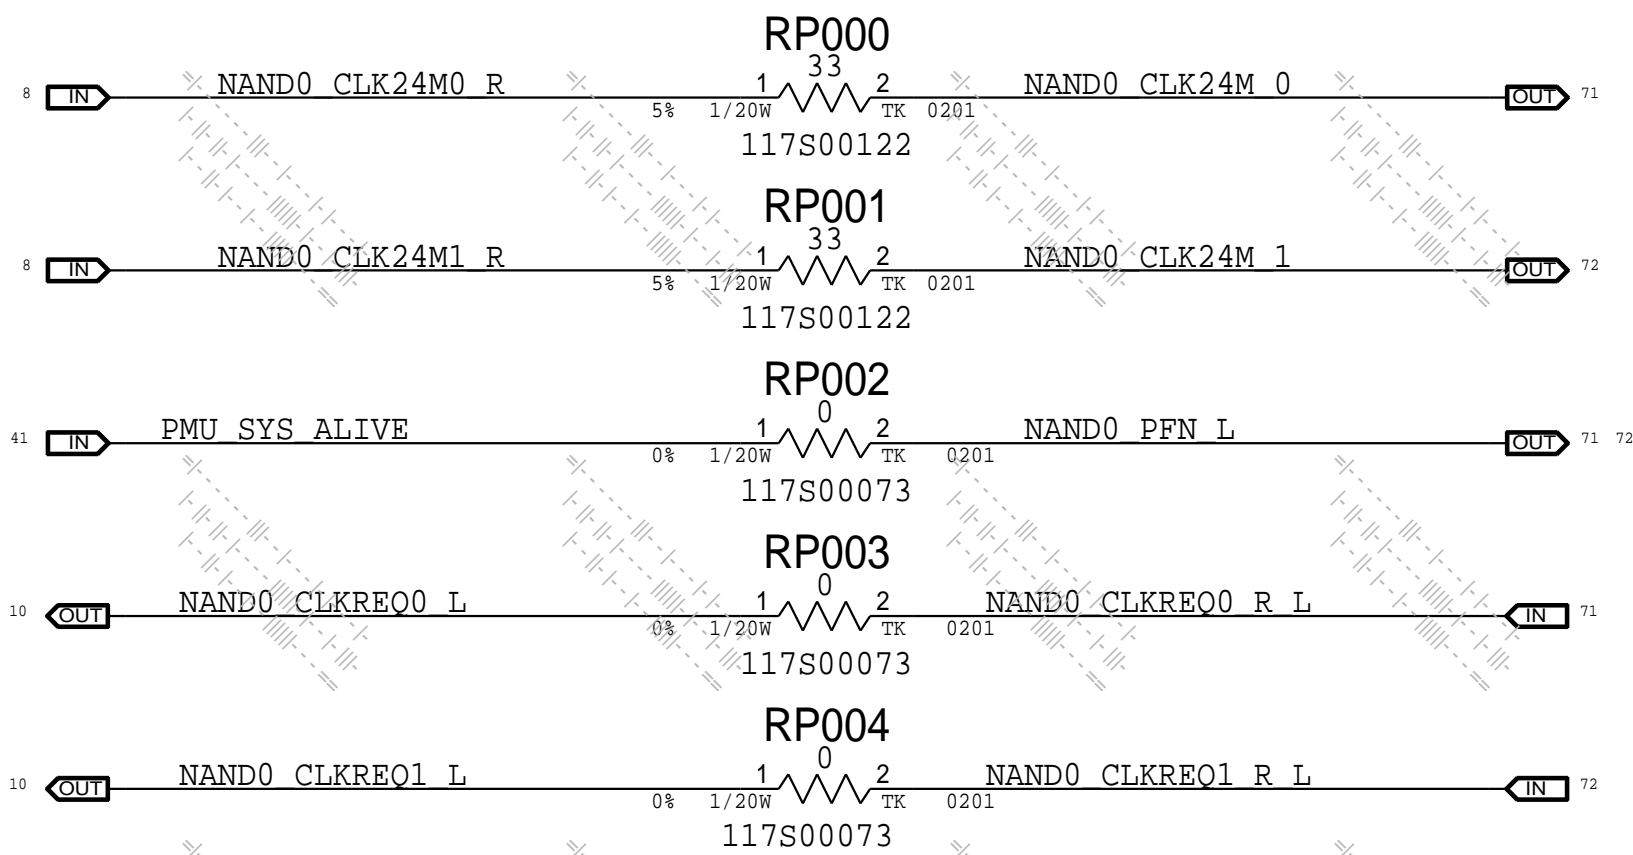 RP000
33
8 IN NAND0_CLK24M0_R 1 2 NAND0_CLK24M_0 OUT 71
5% 1/20W TK 0201
117S00122
RP001
33
8 IN NAND0_CLK24M1_R 1 2 NAND0_CLK24M_1 OUT 72
5% 1/20W TK 0201
117S00122
RP002
0
41 IN PMU_SYS_ALIVE 1 2 NAND0_PFN_L OUT 71 72
0% 1/20W TK 0201
117S00073
RP003
0
10 OUT NAND0_CLKREQ0_L 1 2 NAND0_CLKREQ0_R_L IN 71
0% 1/20W TK 0201
117S00073
RP004
0
10 OUT NAND0_CLKREQ1_L 1 2 NAND0_CLKREQ1_R_L IN 72
0% 1/20W TK 0201
117S00073